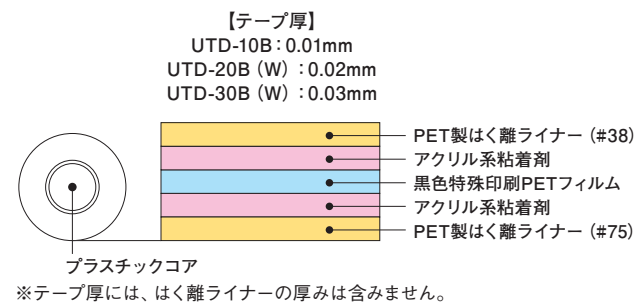 【テープ厚】
UTD-10B：0.01mm
UTD-20B（W）：0.02mm
UTD-30B（W）：0.03mm
PET製はく離ライナー（#38）
アクリル系粘着剤
黒色特殊印刷PETフィルム
アクリル系粘着剤
PET製はく離ライナー（#75）
プラスチックコア
※テープ厚には、はく離ライナーの厚みは含みません。